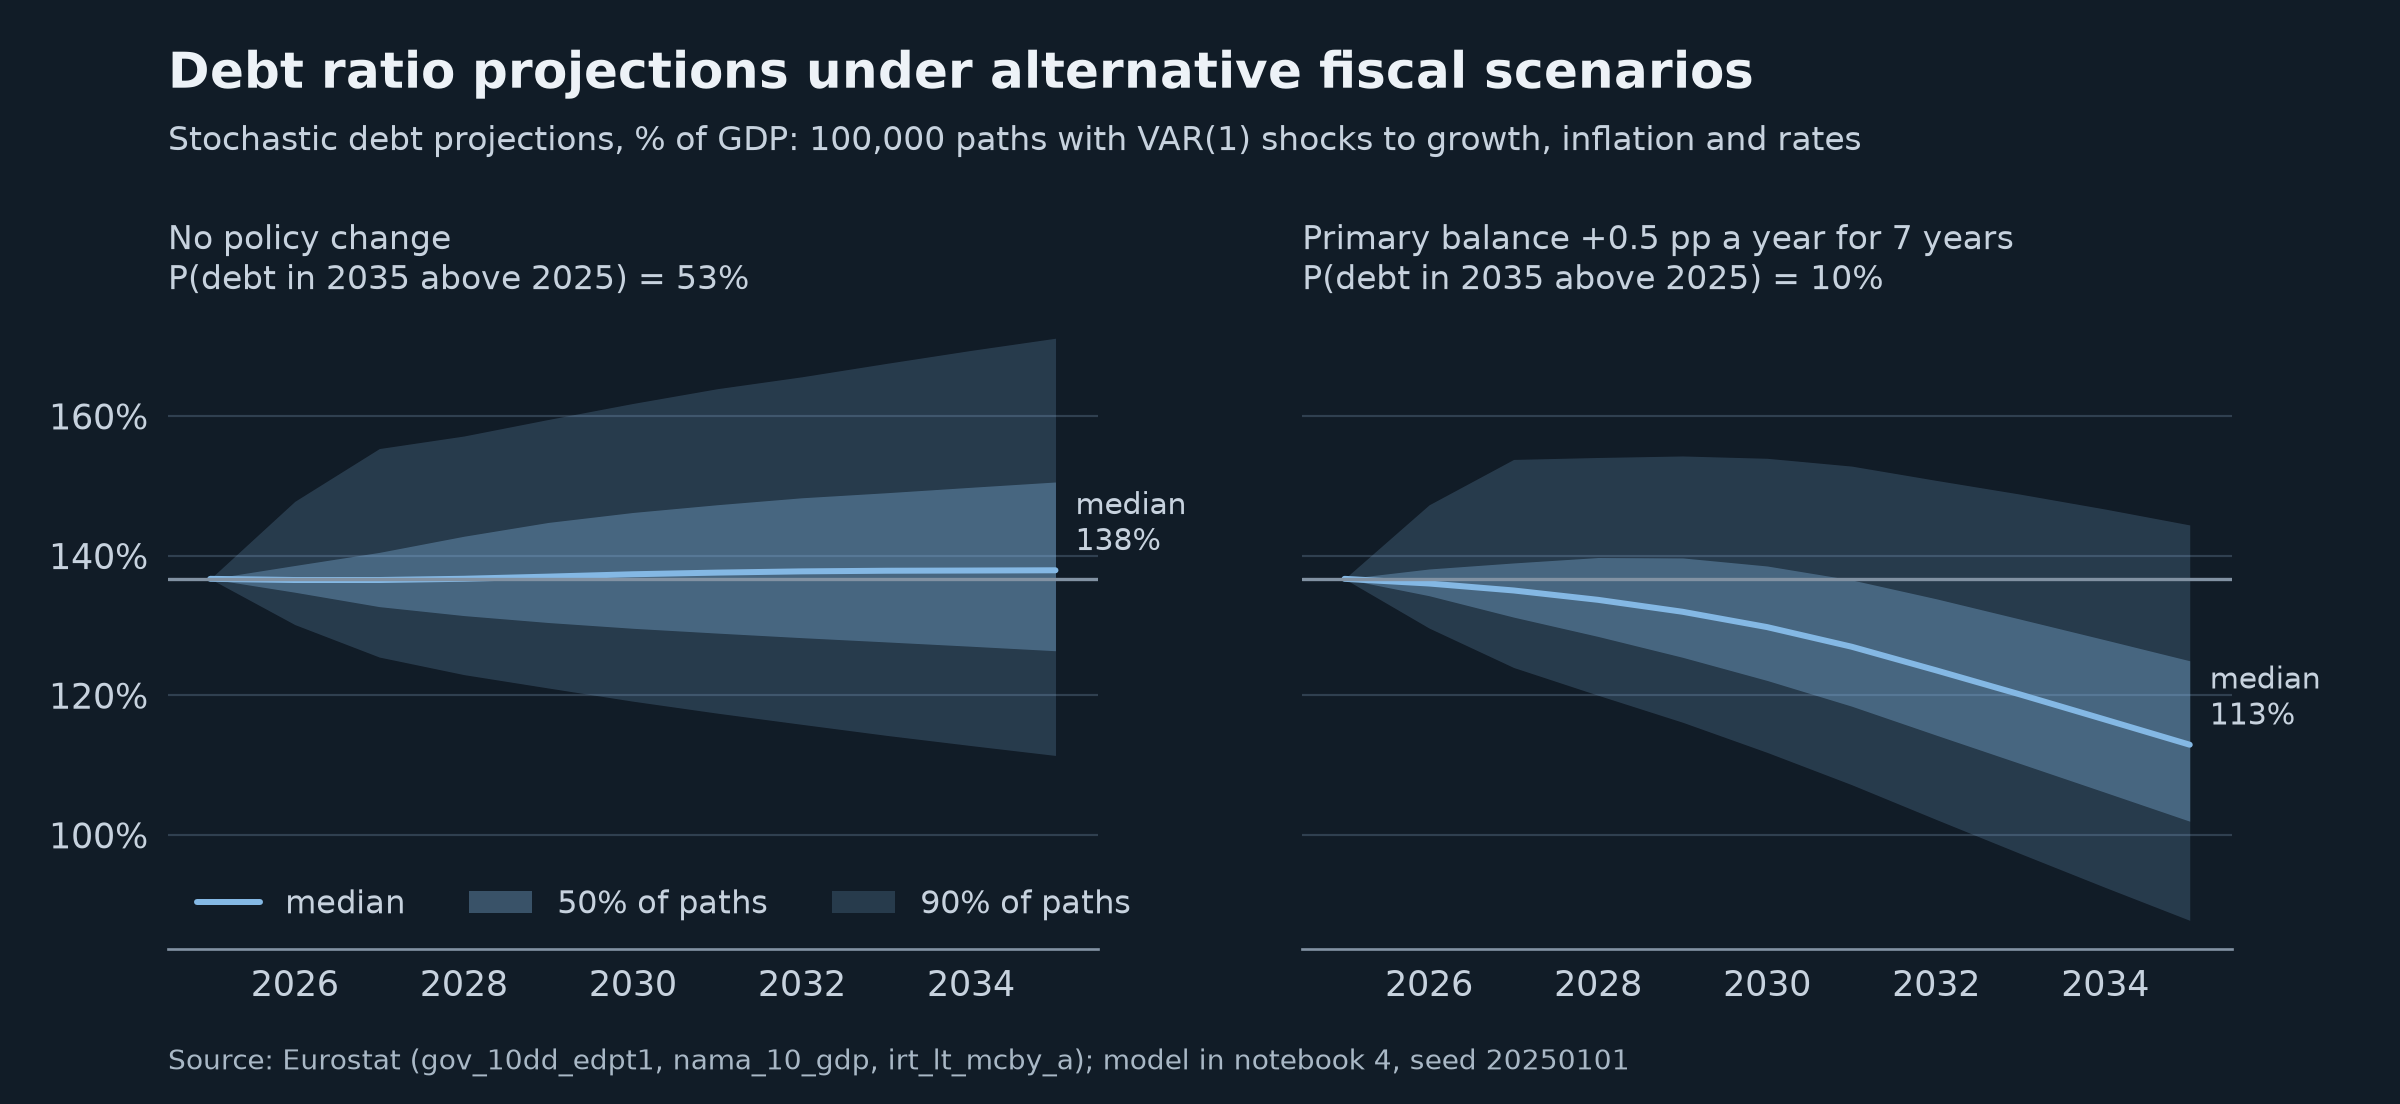 Debt ratio projections under alternative fiscal scenarios
Stochastic debt projections, % of GDP: 100,000 paths with VAR(1) shocks to growth, inflation and rates
No policy change
P(debt in 2035 above 2025) = 53%
160%
140%
120%
100%
median
138%
median
50% of paths
90% of paths
2026
2028
2030
2032
2034
Primary balance +0.5 pp a year for 7 years
P(debt in 2035 above 2025) = 10%
median
113%
2026
2028
2030
2032
2034
Source: Eurostat (gov_10dd_edpt1, nama_10_gdp, irt_lt_mcby_a); model in notebook 4, seed 20250101